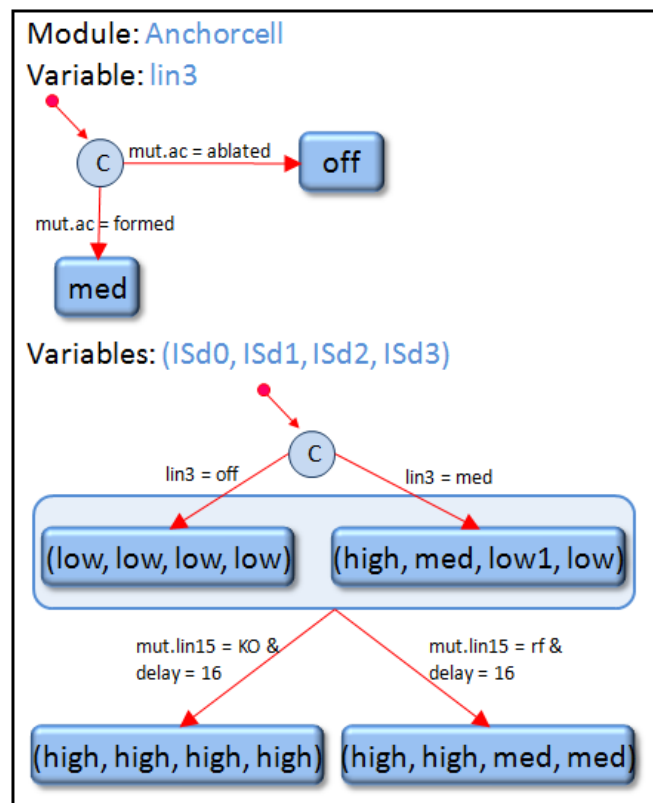 Module: Anchorcell
Variable: lin3
C
mut.ac = ablated
off
mut.ac = formed
med
Variables: (ISd0, ISd1, ISd2, ISd3)
C
lin3 = off
lin3 = med
(low, low, low, low)
(high, med, low1, low)
mut.lin15 = KO &
delay = 16
mut.lin15 = rf &
delay = 16
(high, high, high, high)
(high, high, med, med)